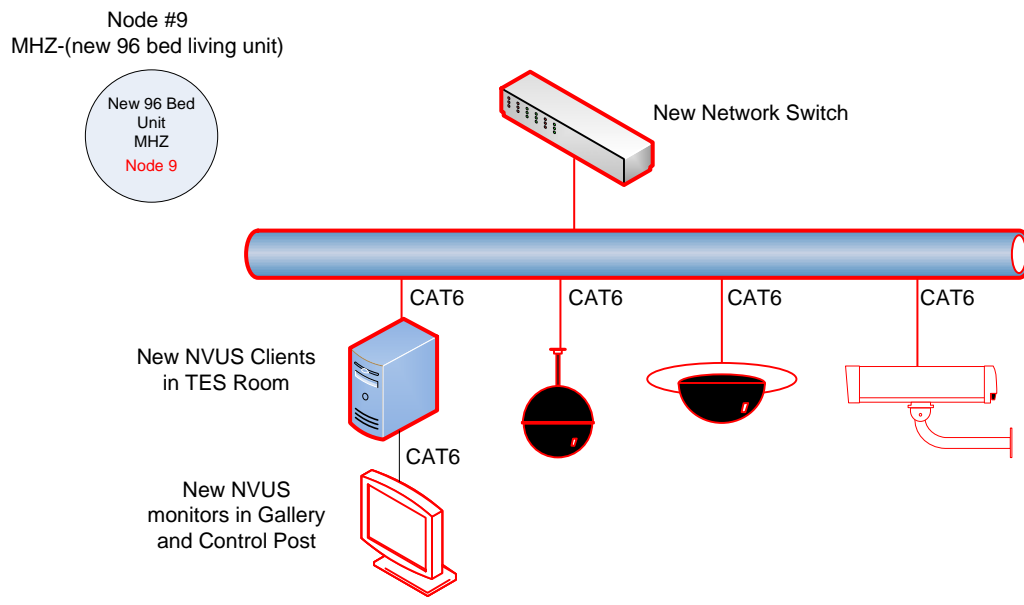 Node #9
MHZ-(new 96 bed living unit)
New 96 Bed
Unit
MHZ
Node 9
New Network Switch
CAT6
CAT6
CAT6
CAT6
New NVUS Clients
in TES Room
CAT6
New NVUS
monitors in Gallery
and Control Post